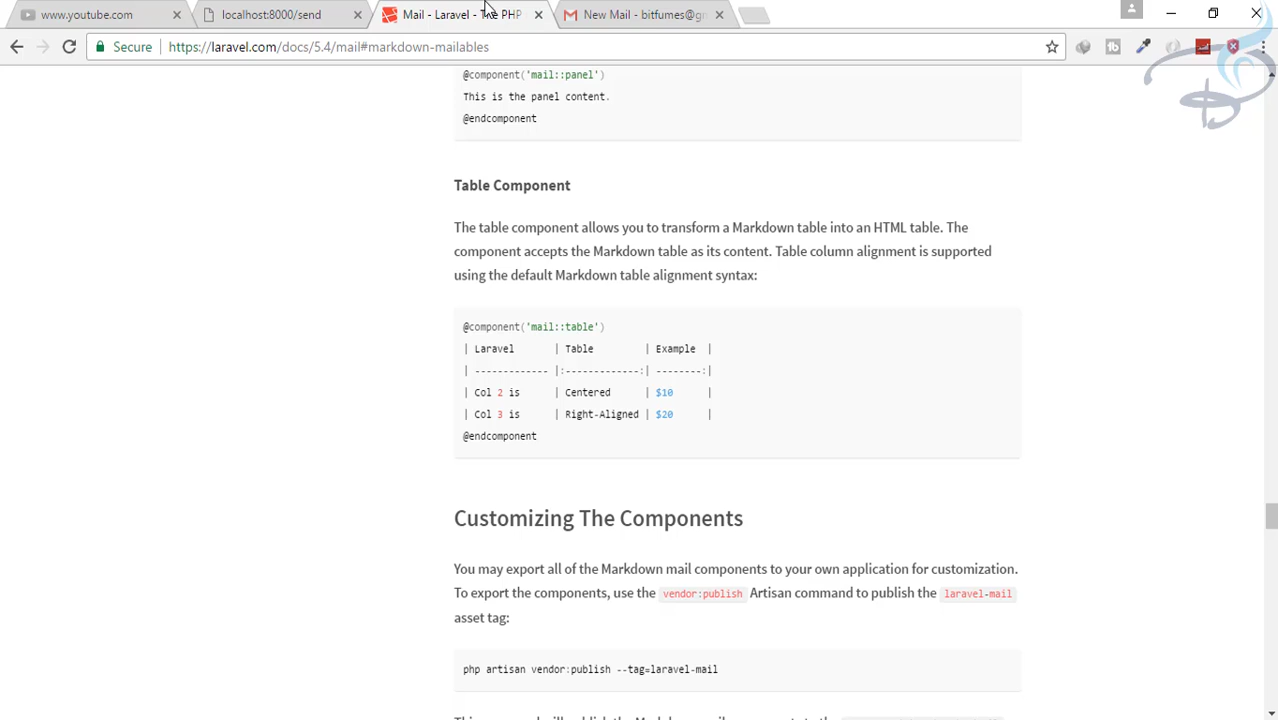 www.youtube.com
localhost:8000/send
Mail - Laravel - The PHP
New Mail - bitfumes@gm
Secure
https://laravel.com/docs/5.4/mail#markdown-mailables
@component('mail::panel')
This is the panel content.
@endcomponent
Table Component
The table component allows you to transform a Markdown table into an HTML table. The
component accepts the Markdown table as its content. Table column alignment is supported
using the default Markdown table alignment syntax:
@component('mail::table')
| Laravel       | Table         | Example  |
| ------------- |:-------------:| --------:|
| Col 2 is      | Centered      | $10      |
| Col 3 is      | Right-Aligned | $20      |
@endcomponent
Customizing The Components
You may export all of the Markdown mail components to your own application for customization.
To export the components, use the vendor:publish Artisan command to publish the laravel-mail
asset tag:
php artisan vendor:publish --tag=laravel-mail